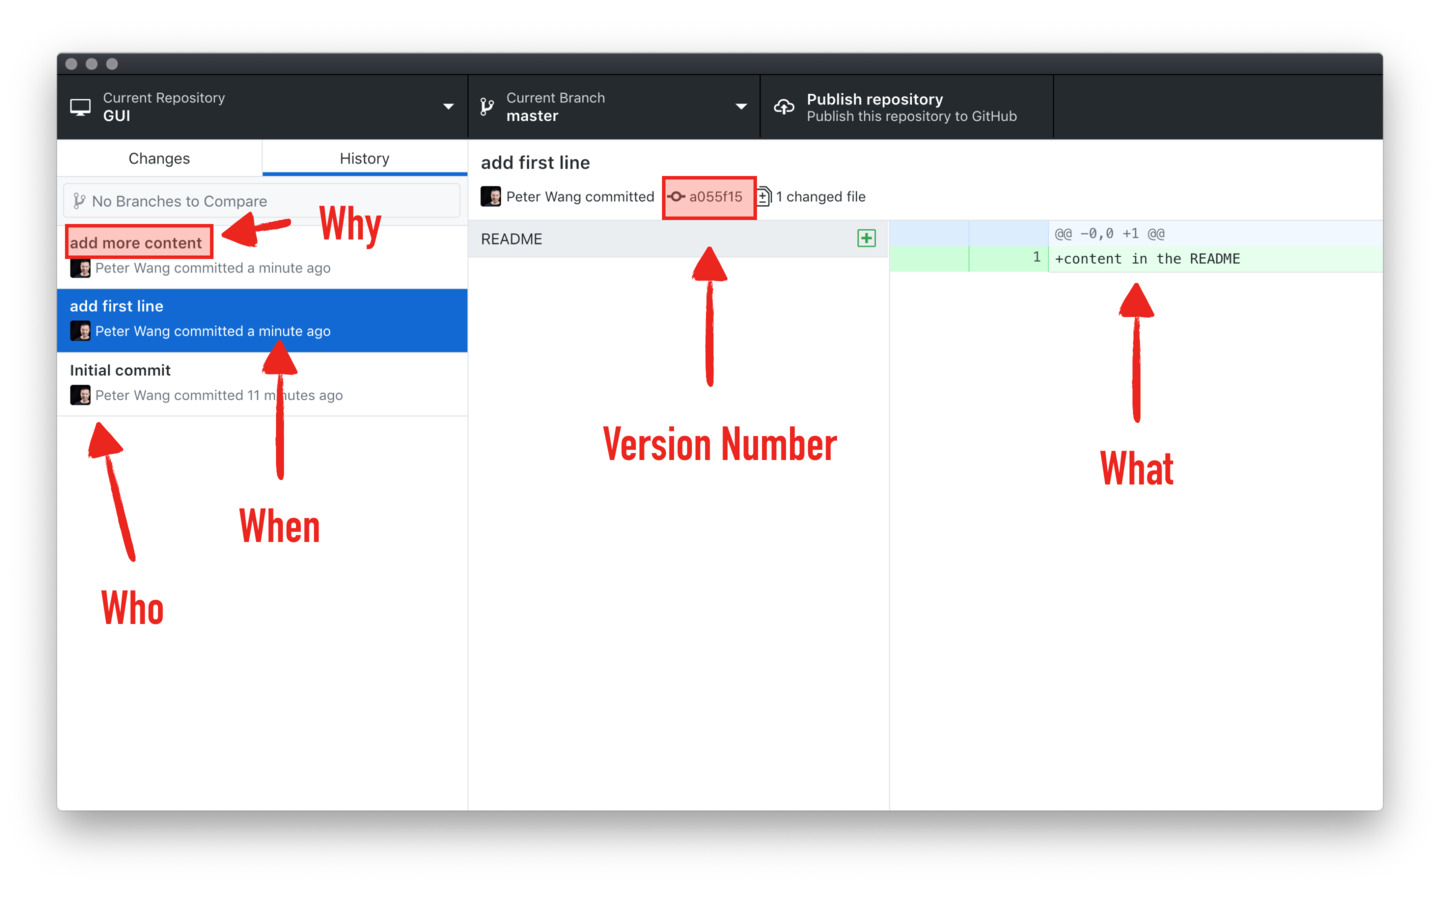 Current Repository
GUI
Current Branch
master
Publish repository
Publish this repository to GitHub
Changes
History
No Branches to Compare
Why
add more content
Peter Wang committed a minute ago
add first line
Peter Wang committed a minute ago
Initial commit
Peter Wang committed 11 minutes ago
When
Who
add first line
Peter Wang committed a055f15 1 changed file
README
Version Number
@@ -0,0 +1 @@
1 +content in the README
What